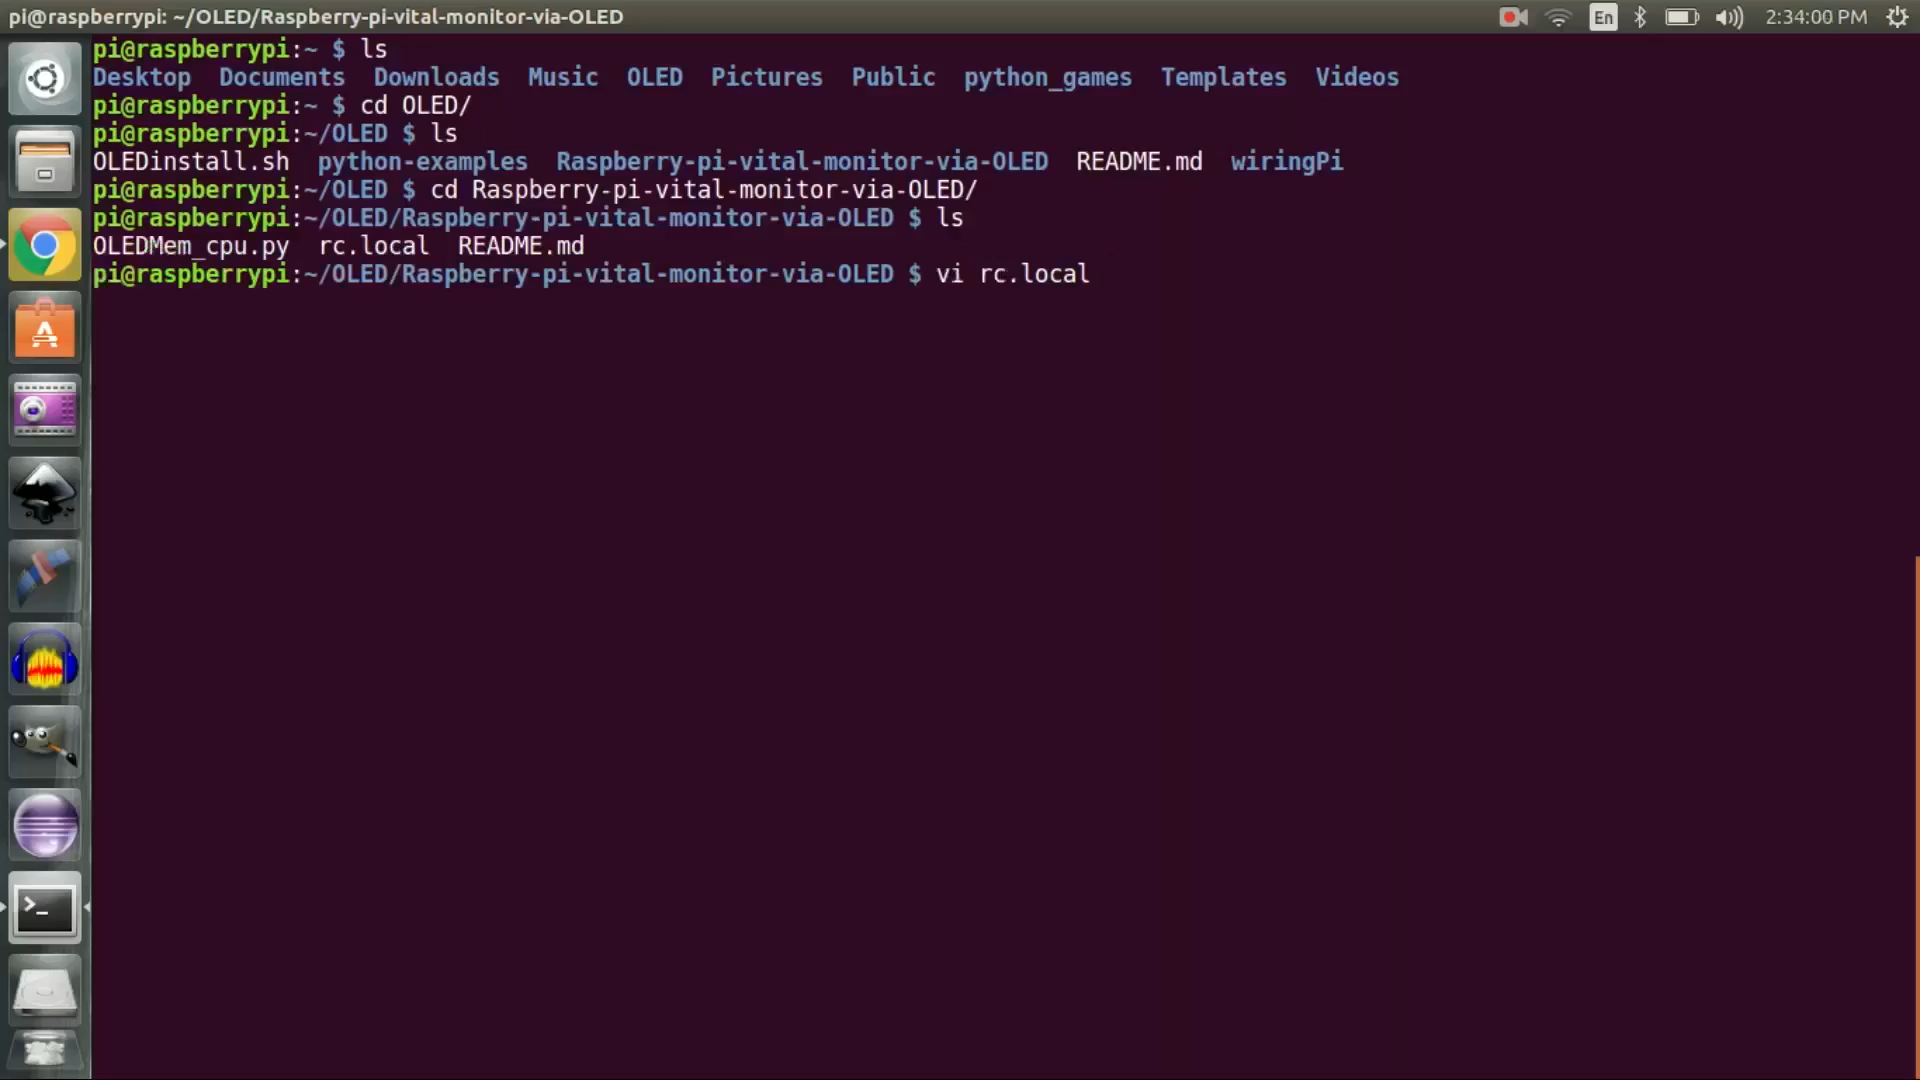 pi@raspberrypi: ~/OLED/Raspberry-pi-vital-monitor-via-OLED
En
2:34:00 PM
pi@raspberrypi:~ $ ls
Desktop  Documents  Downloads  Music  OLED  Pictures  Public  python_games  Templates  Videos
pi@raspberrypi:~ $ cd OLED/
pi@raspberrypi:~/OLED $ ls
OLEDinstall.sh  python-examples  Raspberry-pi-vital-monitor-via-OLED  README.md  wiringPi
pi@raspberrypi:~/OLED $ cd Raspberry-pi-vital-monitor-via-OLED/
pi@raspberrypi:~/OLED/Raspberry-pi-vital-monitor-via-OLED $ ls
OLEDMem_cpu.py  rc.local  README.md
pi@raspberrypi:~/OLED/Raspberry-pi-vital-monitor-via-OLED $ vi rc.local